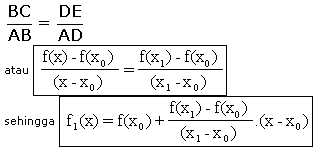 BC/AB = DE/AD
atau (f(x) - f(x₀))/(x - x₀) = (f(x₁) - f(x₀))/(x₁ - x₀)
sehingga f₁(x) = f(x₀) + (f(x₁) - f(x₀))/(x₁ - x₀) .(x - x₀)